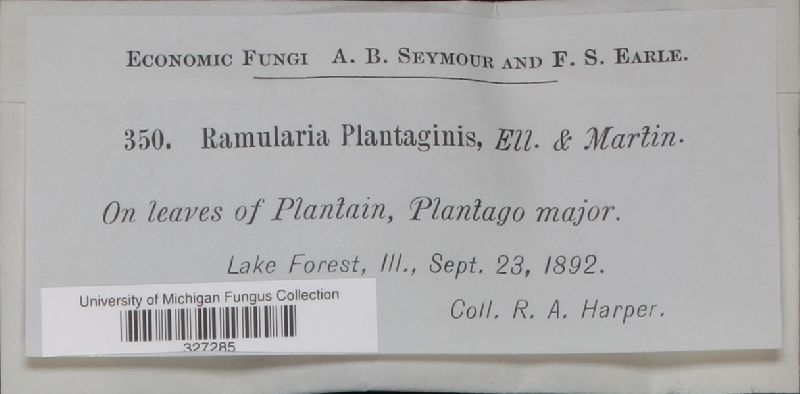 Economic Fungi A. B. Seymour and F. S. Earle.
350. Ramularia Plantaginis, Ell. & Martin.
On leaves of Plantain, Plantago major.
Lake Forest, Ill., Sept. 23, 1892.
Coll. R. A. Harper.
University of Michigan Fungus Collection
327285